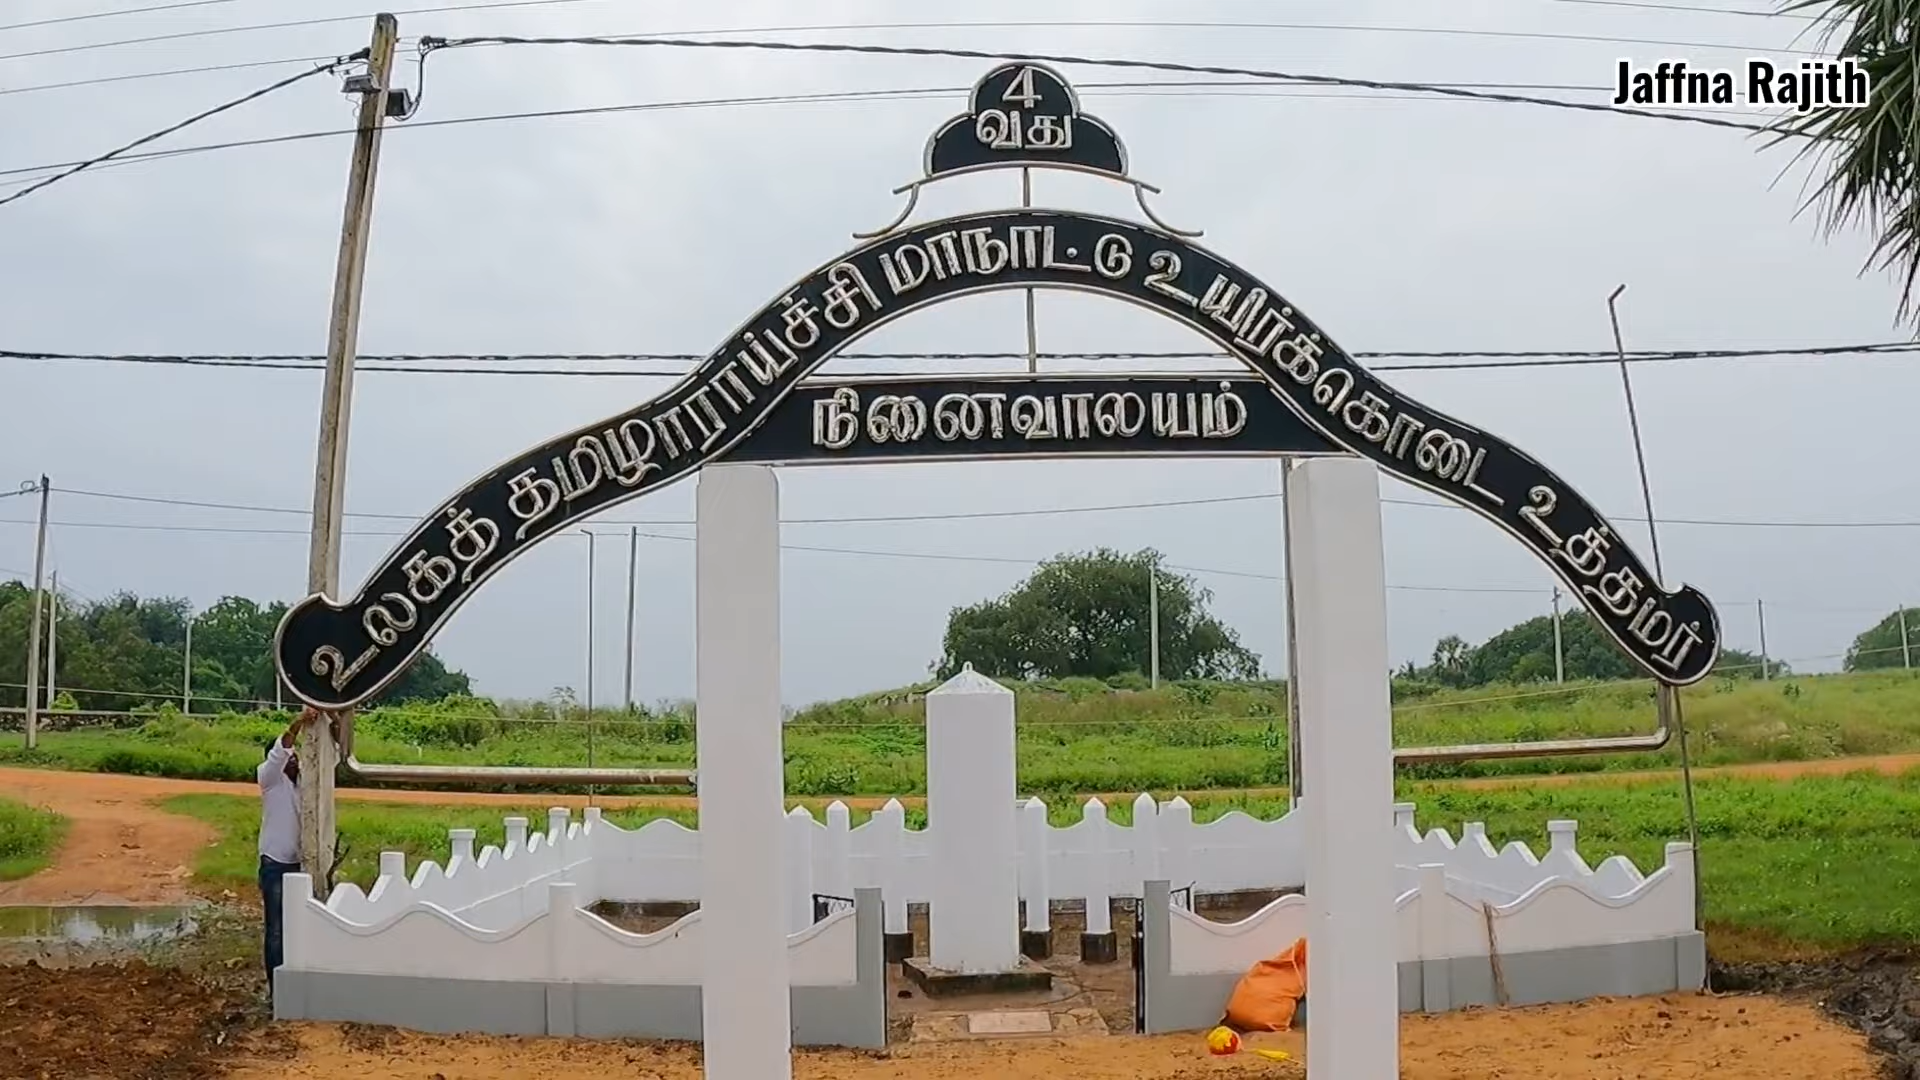 Jaffna Rajith
4
வது
உலகத் தமிழாராய்ச்சி மாநாட்டு உயிர்க்கொடை உத்தமர்
நினைவாலயம்